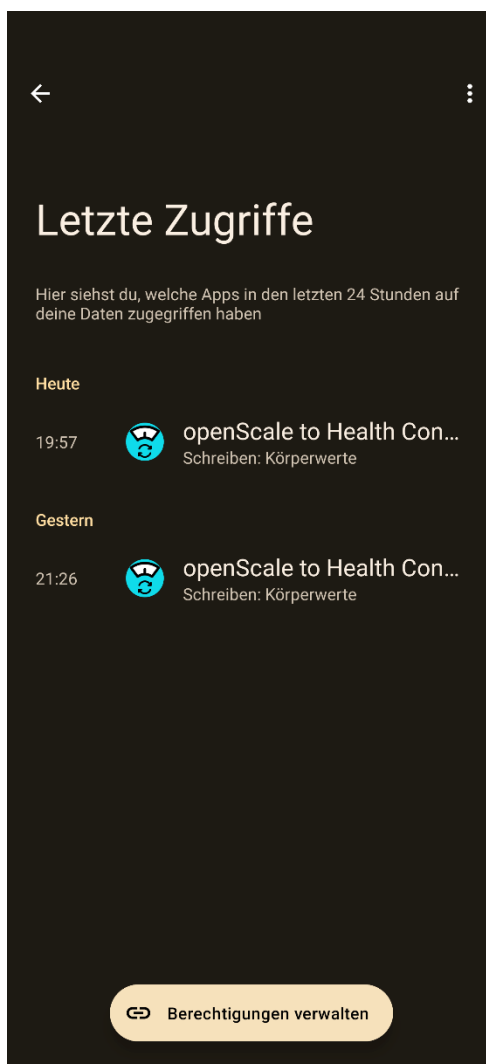 Letzte Zugriffe
Hier siehst du, welche Apps in den letzten 24 Stunden auf
deine Daten zugegriffen haben
Heute
19:57 openScale to Health Con...
Schreiben: Körperwerte
Gestern
21:26 openScale to Health Con...
Schreiben: Körperwerte
Berechtigungen verwalten